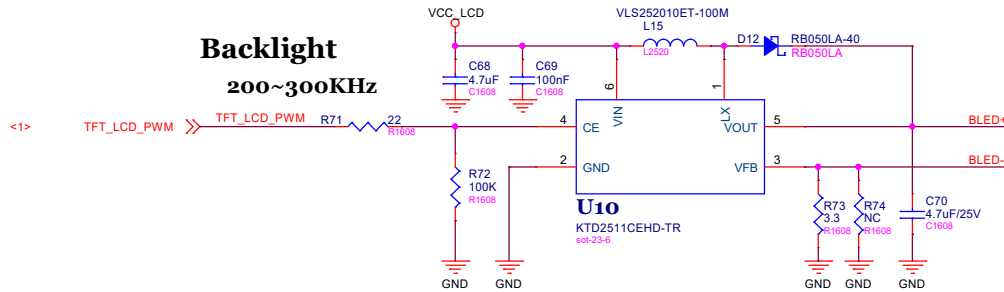 VCC_LCD
VLS252010ET-100M
L15
L2520
D12
RB050LA-40
RB050LA
Backlight
200~300KHz
C68
4.7uF
C1608
C69
100nF
C1608
6
VIN
1
LX
<1>
TFT_LCD_PWM
TFT_LCD_PWM
R71
22
R1608
4
CE
VOUT
5
BLED+
2
GND
VFB
3
BLED-
R72
100K
R1608
U10
KTD2511CEHD-TR
sot-23-6
R73
3.3
R1608
R74
NC
R1608
C70
4.7uF/25V
C1608
GND
GND
GND
GND
GND